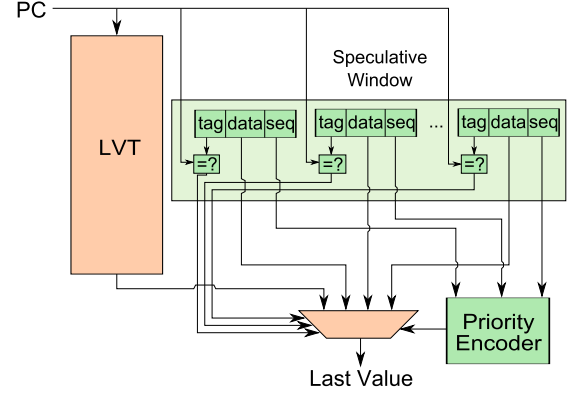 PC
Speculative
Window
LVT
tag data seq tag data seq ... tag data seq
=? =? =?
Priority
Encoder
Last Value